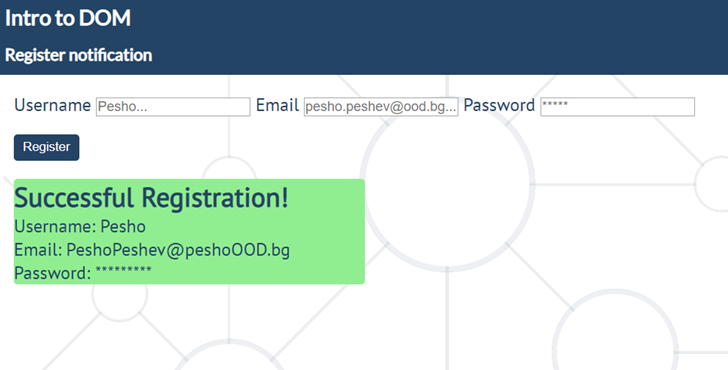 Intro to DOM
Register notification
Username Pesho... Email pesho.peshev@ood.bg... Password *****
Register
Successful Registration!
Username: Pesho
Email: PeshoPeshev@peshoOOD.bg
Password: *********